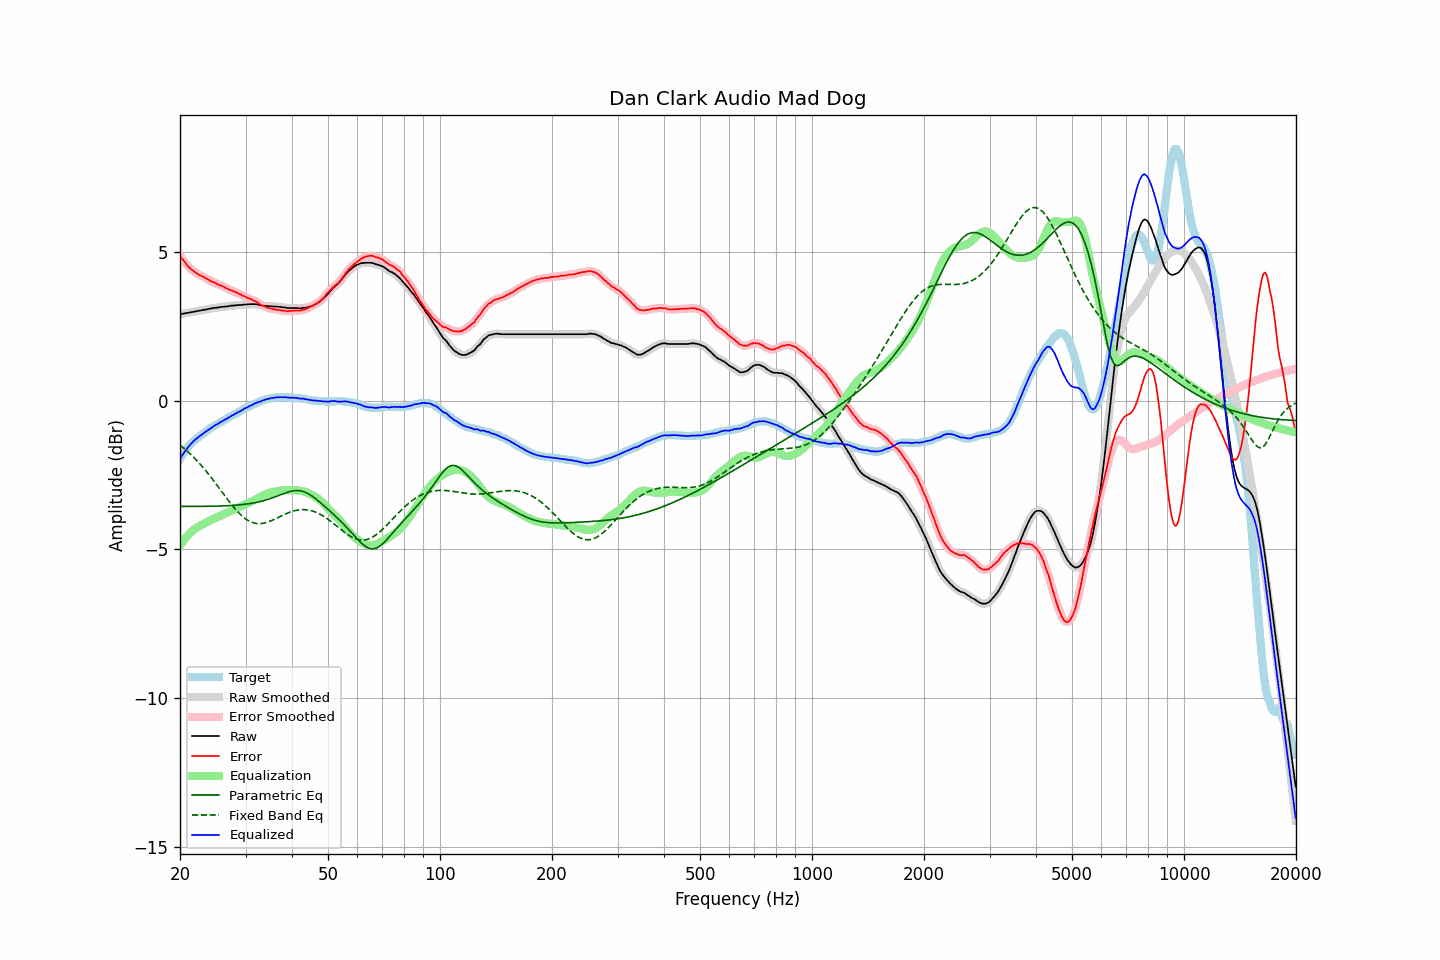 Dan Clark Audio Mad Dog
Amplitude (dBr)
5
0
−5
−10
−15
Target
Raw Smoothed
Error Smoothed
Raw
Error
Equalization
Parametric Eq
Fixed Band Eq
Equalized
20 50 100 200 500 1000 2000 5000 10000 20000
Frequency (Hz)